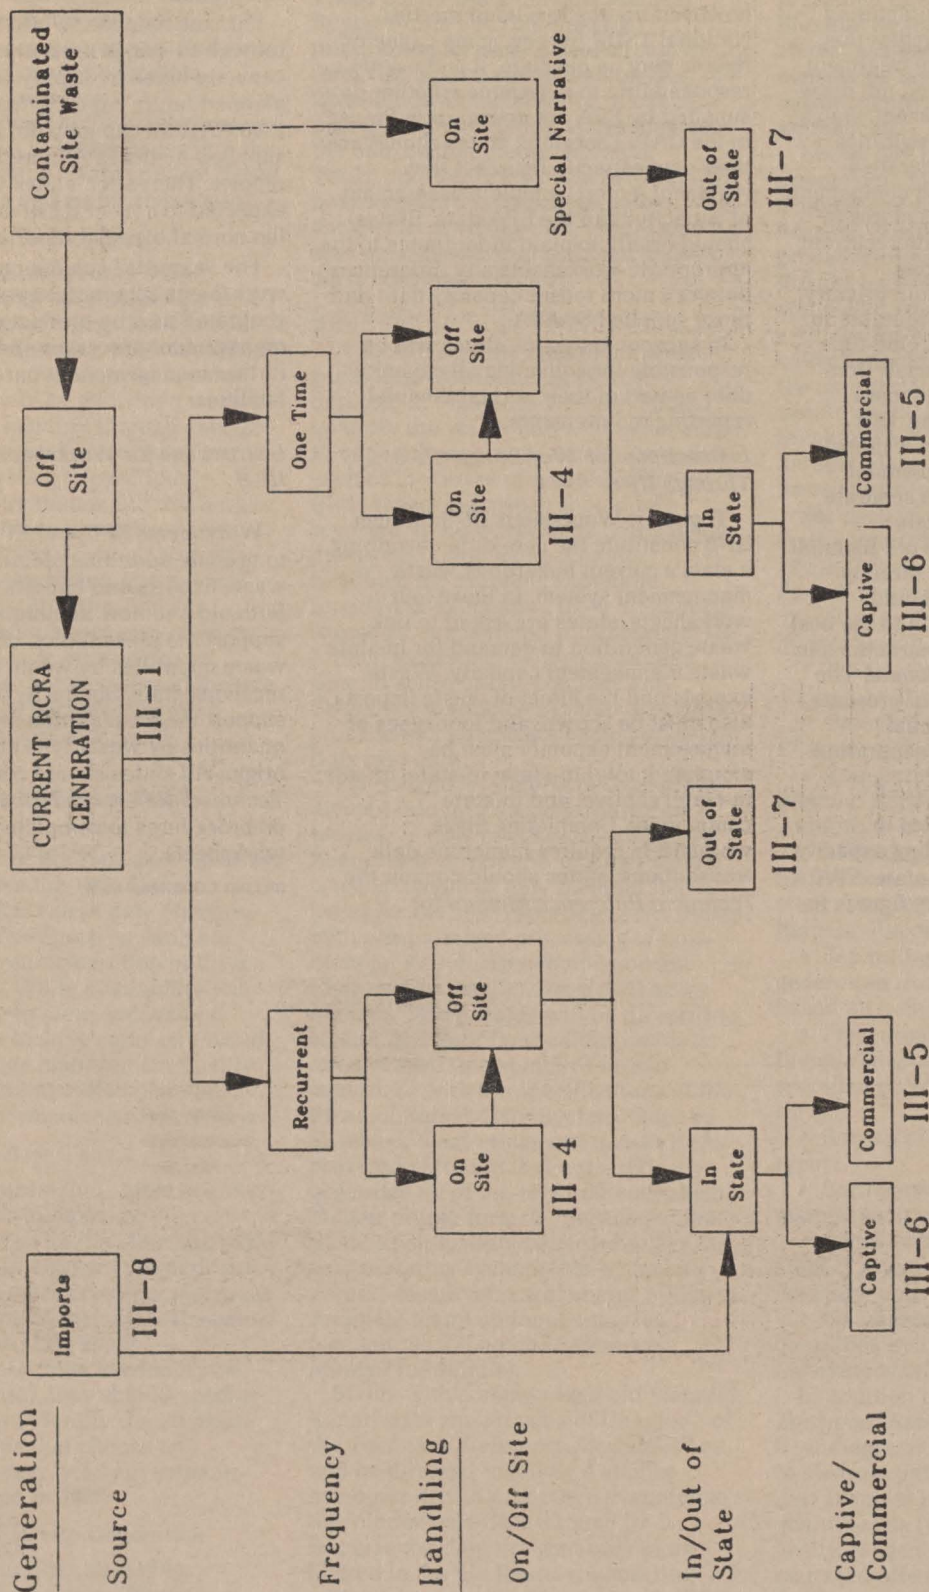 Generation
Source
Frequency
Handling
On/Off Site
In/Out of
State
Captive/
Commercial
Imports
III-8
CURRENT RCRA
GENERATION
III-1
Off
Site
Contaminated
Site Waste
Recurrent
One Time
On
Site
III-4
Off
Site
On
Site
III-4
Off
Site
On
Site
Special Narrative
In
State
Out of
State
III-7
In
State
Out of
State
III-7
Captive
III-6
Commercial
III-5
Captive
III-6
Commercial
III-5